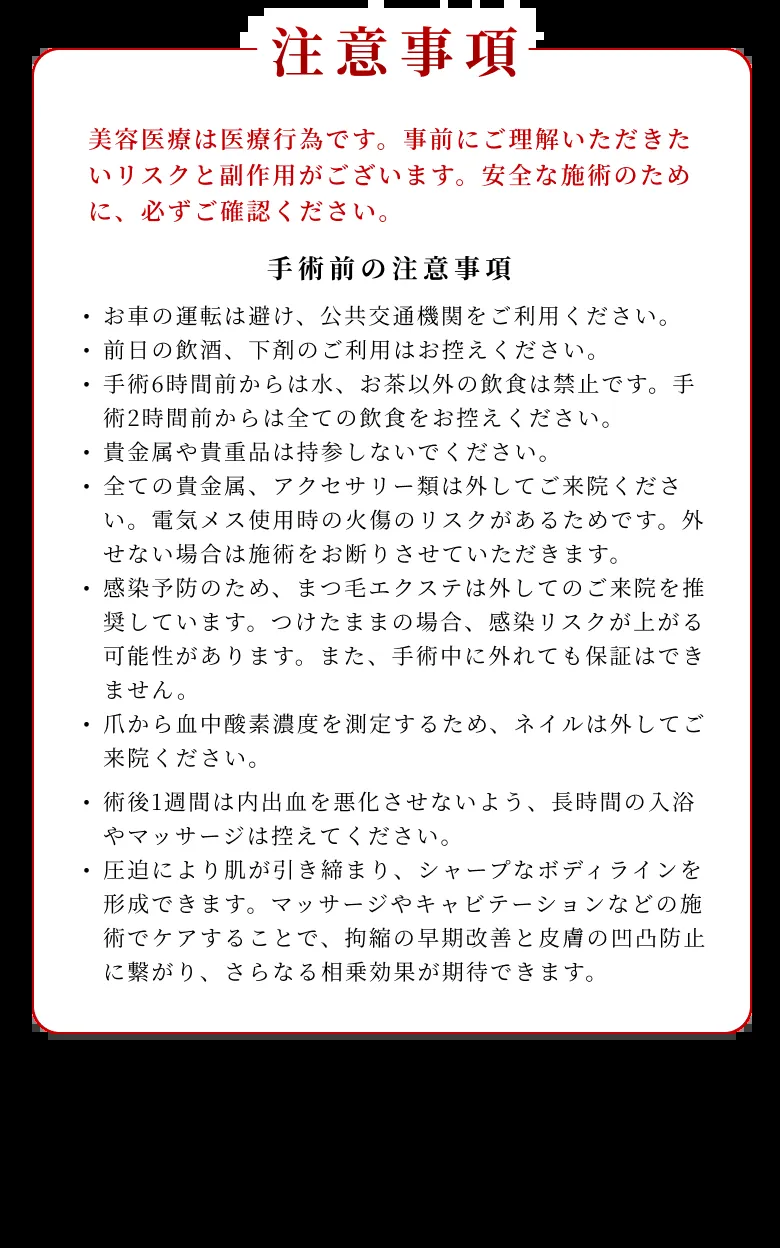 注意事項
美容医療は医療行為です。事前にご理解いただきた
いリスクと副作用がございます。安全な施術のため
に、必ずご確認ください。
手術前の注意事項
・お車の運転は避け、公共交通機関をご利用ください。
・前日の飲酒、下剤のご利用はお控えください。
・手術6時間前からは水、お茶以外の飲食は禁止です。手
術2時間前からは全ての飲食をお控えください。
・貴金属や貴重品は持参しないでください。
・全ての貴金属、アクセサリー類は外してご来院くださ
い。電気メス使用時の火傷のリスクがあるためです。外
せない場合は施術をお断りさせていただきます。
・感染予防のため、まつ毛エクステは外してのご来院を推
奨しています。つけたままの場合、感染リスクが上がる
可能性があります。また、手術中に外れても保証はでき
ません。
・爪から血中酸素濃度を測定するため、ネイルは外してご
来院ください。
・術後1週間は内出血を悪化させないよう、長時間の入浴
やマッサージは控えてください。
・圧迫により肌が引き締まり、シャープなボディラインを
形成できます。マッサージやキャビテーションなどの施
術でケアすることで、拘縮の早期改善と皮膚の凹凸防止
に繋がり、さらなる相乗効果が期待できます。